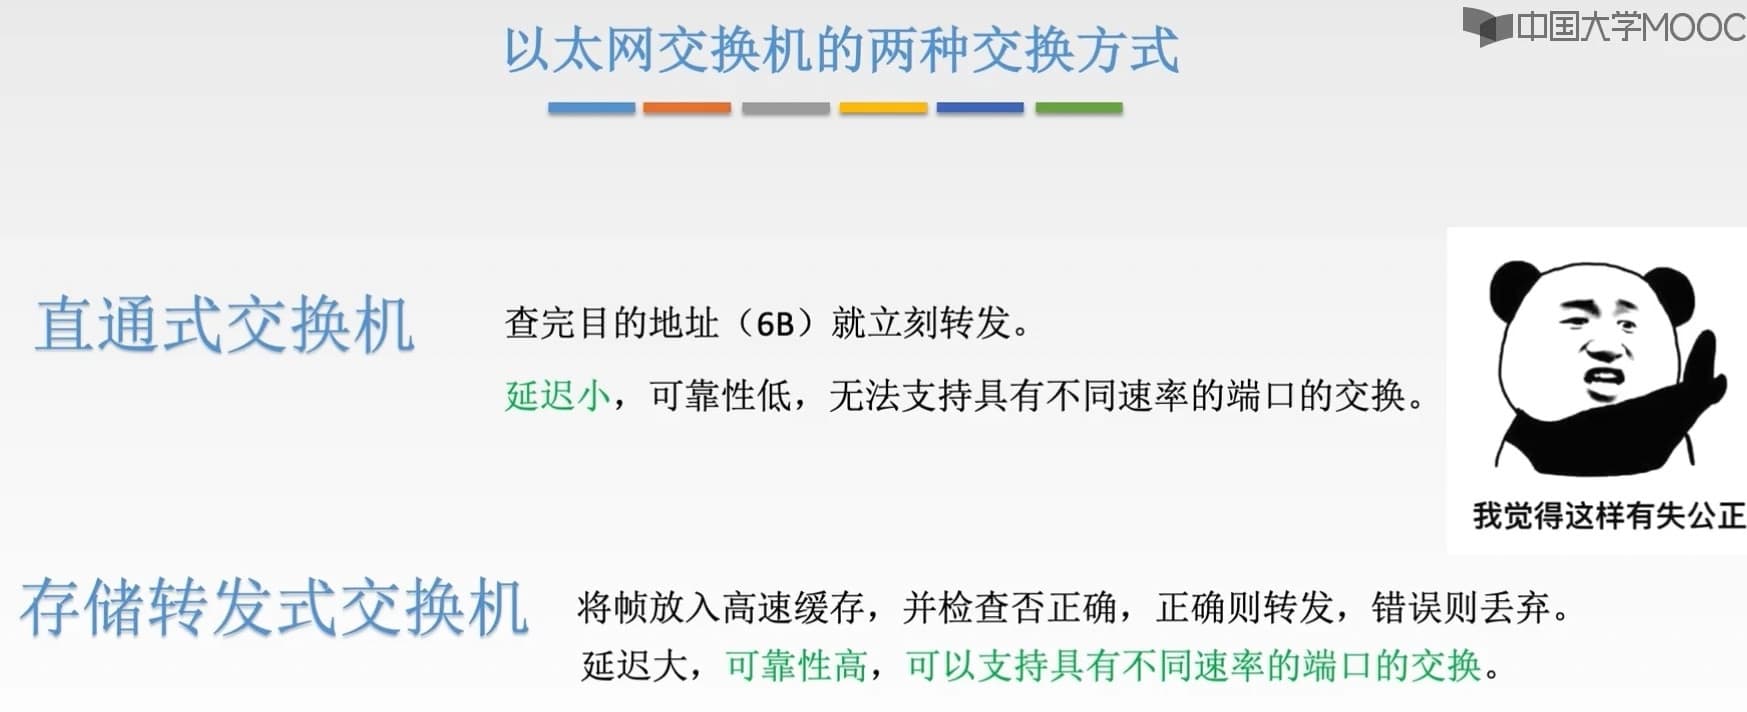 中国大学MOOC
以太网交换机的两种交换方式
直通式交换机
查完目的地址（6B）就立刻转发。
延迟小，可靠性低，无法支持具有不同速率的端口的交换。
我觉得这样有失公正
存储转发式交换机
将帧放入高速缓存，并检查否正确，正确则转发，错误则丢弃。
延迟大，可靠性高，可以支持具有不同速率的端口的交换。